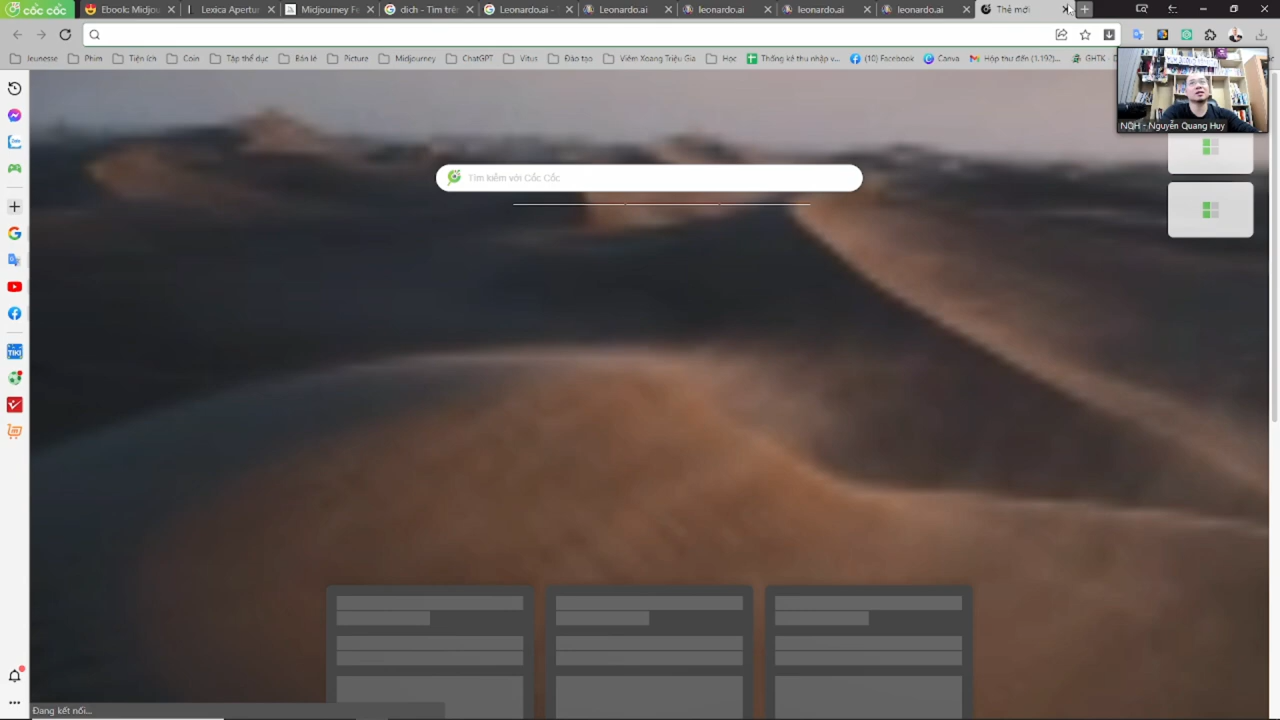 cốc cốc
Ebook: Midjou
Lexica Apertur
Midjourney Fe
dich - Tìm trên
Leonardo.ai -
Leonardo.ai
leonardo.ai
leonardo.ai
leonardo.ai
Thẻ mới
Jeunesse
Phim
Tiện ích
Coin
Tập thể dục
Bán lẻ
Picture
Midjourney
ChatGPT
Vitus
Đào tạo
Viêm Xoang Triệu Gia
Học
Thống kê thu nhập v...
(10) Facebook
Canva
Hộp thư đến (1.192)...
GHTK - D
NQH - Nguyễn Quang Huy
Tìm kiếm với Cốc Cốc
TIKI
Đang kết nối...